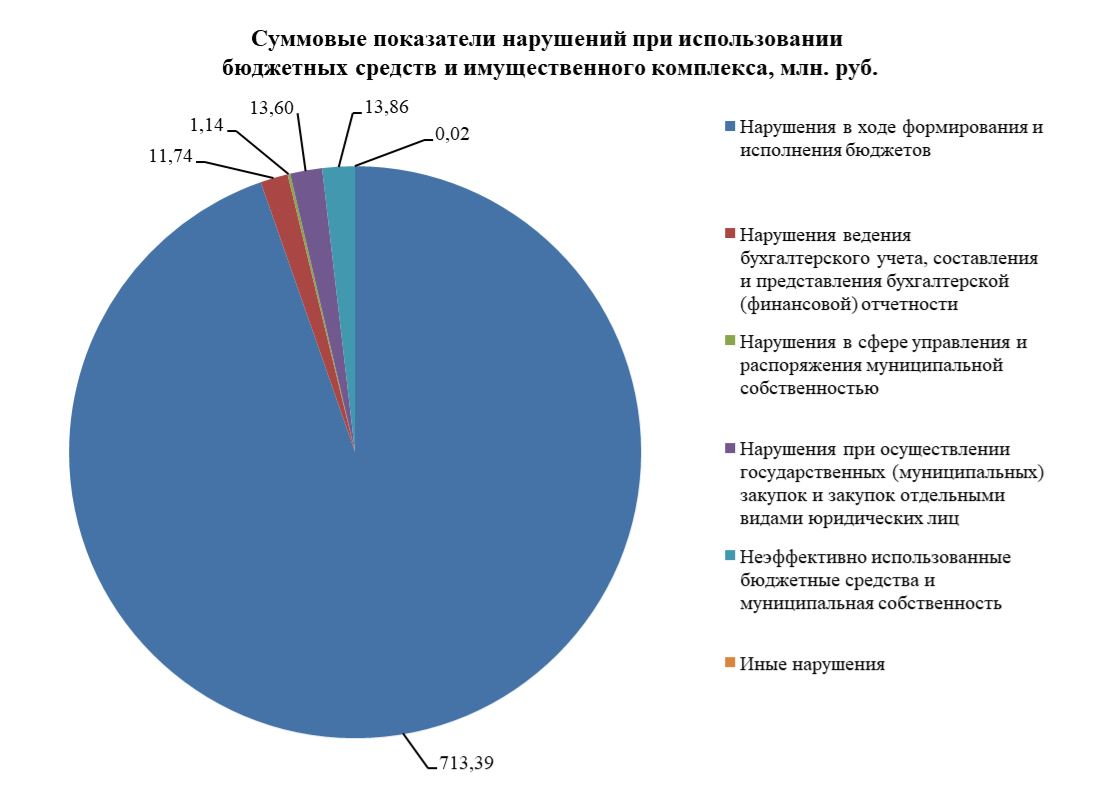 Суммовые показатели нарушений при использовании
бюджетных средств и имущественного комплекса, млн. руб.
13,60
13,86
1,14
0,02
11,74
713,39
Нарушения в ходе формирования и
исполнения бюджетов
Нарушения ведения
бухгалтерского учета, составления
и представления бухгалтерской
(финансовой) отчетности
Нарушения в сфере управления и
распоряжения муниципальной
собственностью
Нарушения при осуществлении
государственных (муниципальных)
закупок и закупок отдельными
видами юридических лиц
Неэффективно использованные
бюджетные средства и
муниципальная собственность
Иные нарушения